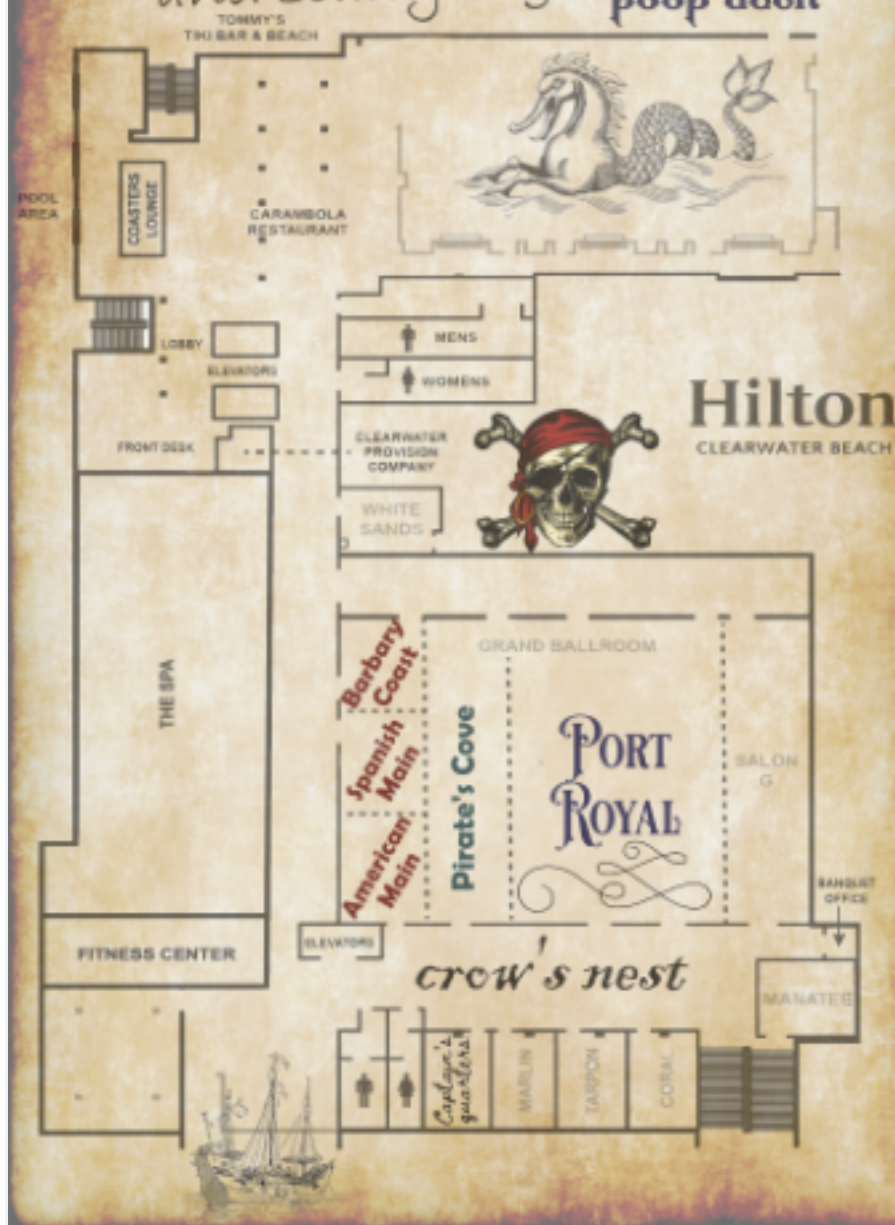 poop deck
TOMMY'S
TIKI BAR & BEACH
POOL
AREA
COASTERS
LOUNGE
CARAMBOLA
RESTAURANT
LOBBY
ELEVATORS
MENS
WOMENS
Hilton
CLEARWATER BEACH
FRONT DESK
CLEARWATER
PROVISION
COMPANY
WHITE
SANDS
THE SPA
GRAND BALLROOM
Barbary
Coast
Spanish
Main
American
Main
Pirate's Cove
PORT
ROYAL
SALON
G
BANQUET
OFFICE
FITNESS CENTER
ELEVATORS
crow's nest
MANATEE
Captain's
quarters
MARLIN
TARPON
CORAL